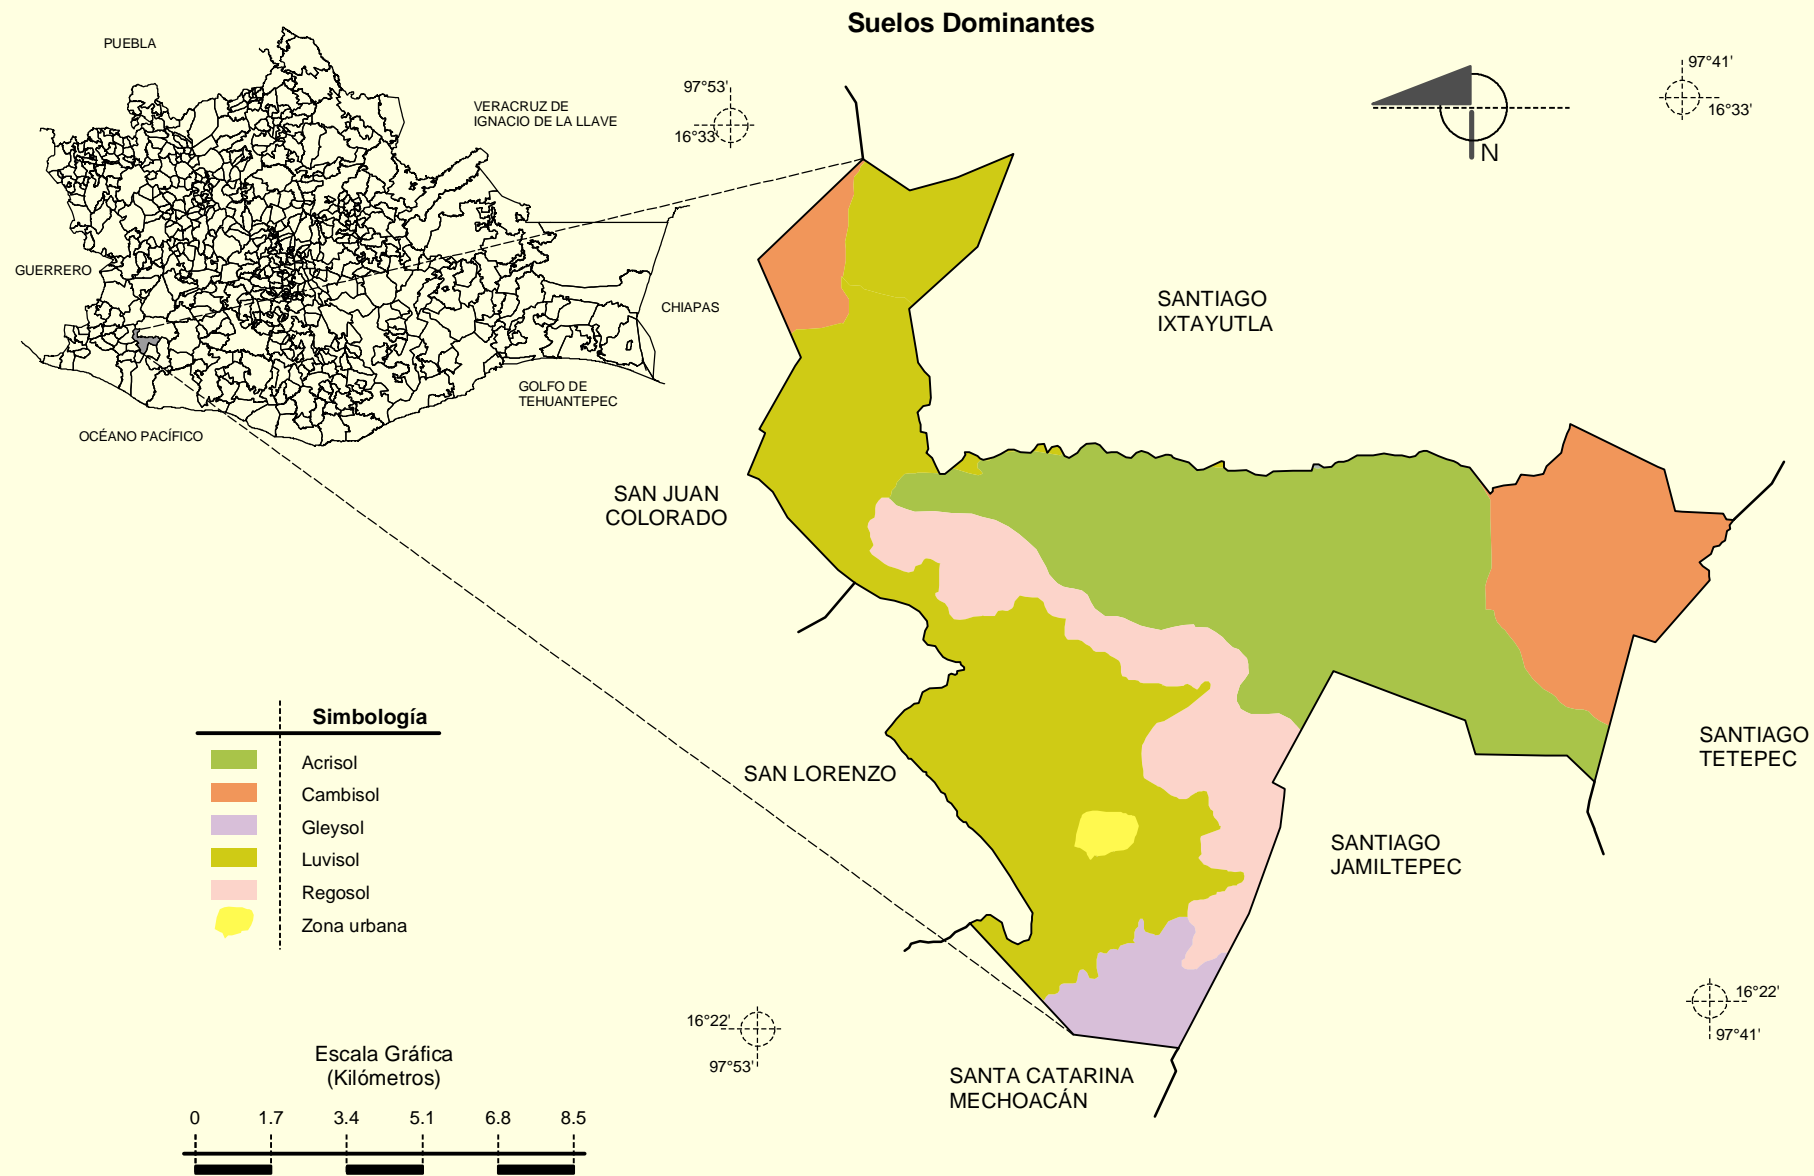 Suelos Dominantes
PUEBLA
VERACRUZ DE
IGNACIO DE LA LLAVE
GUERRERO
CHIAPAS
GOLFO DE
TEHUANTEPEC
OCÉANO PACÍFICO
97°53'
16°33'
97°41'
16°33'
N
SANTIAGO
IXTAYUTLA
SAN JUAN
COLORADO
SAN LORENZO
SANTIAGO
TETEPEC
SANTIAGO
JAMILTEPEC
SANTA CATARINA
MECHOACÁN
16°22'
97°53'
16°22'
97°41'
Simbología
Acrisol
Cambisol
Gleysol
Luvisol
Regosol
Zona urbana
Escala Gráfica
(Kilómetros)
0 1.7 3.4 5.1 6.8 8.5